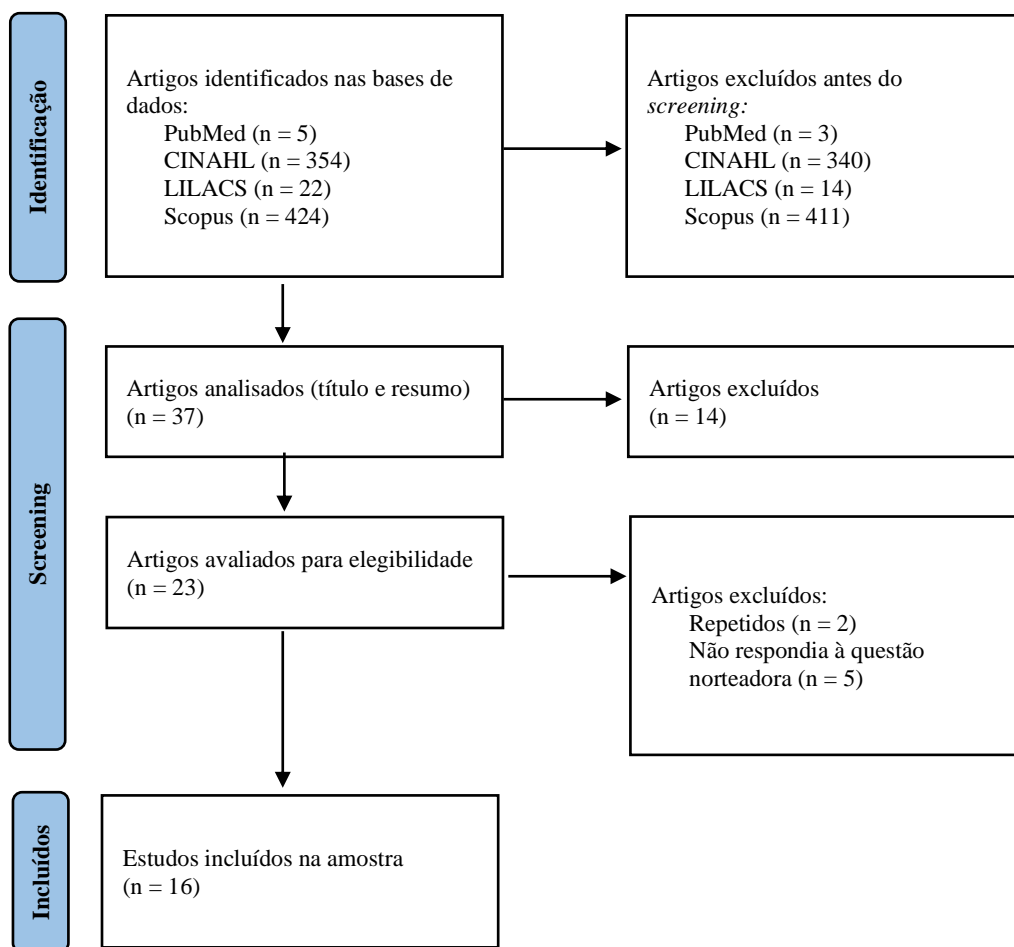 Identificação
Artigos identificados nas bases de
dados:
PubMed (n = 5)
CINAHL (n = 354)
LILACS (n = 22)
Scopus (n = 424)
Artigos excluídos antes do
screening:
PubMed (n = 3)
CINAHL (n = 340)
LILACS (n = 14)
Scopus (n = 411)
Screening
Artigos analisados (título e resumo)
(n = 37)
Artigos excluídos
(n = 14)
Artigos avaliados para elegibilidade
(n = 23)
Artigos excluídos:
Repetidos (n = 2)
Não respondia à questão
norteadora (n = 5)
Incluídos
Estudos incluídos na amostra
(n = 16)